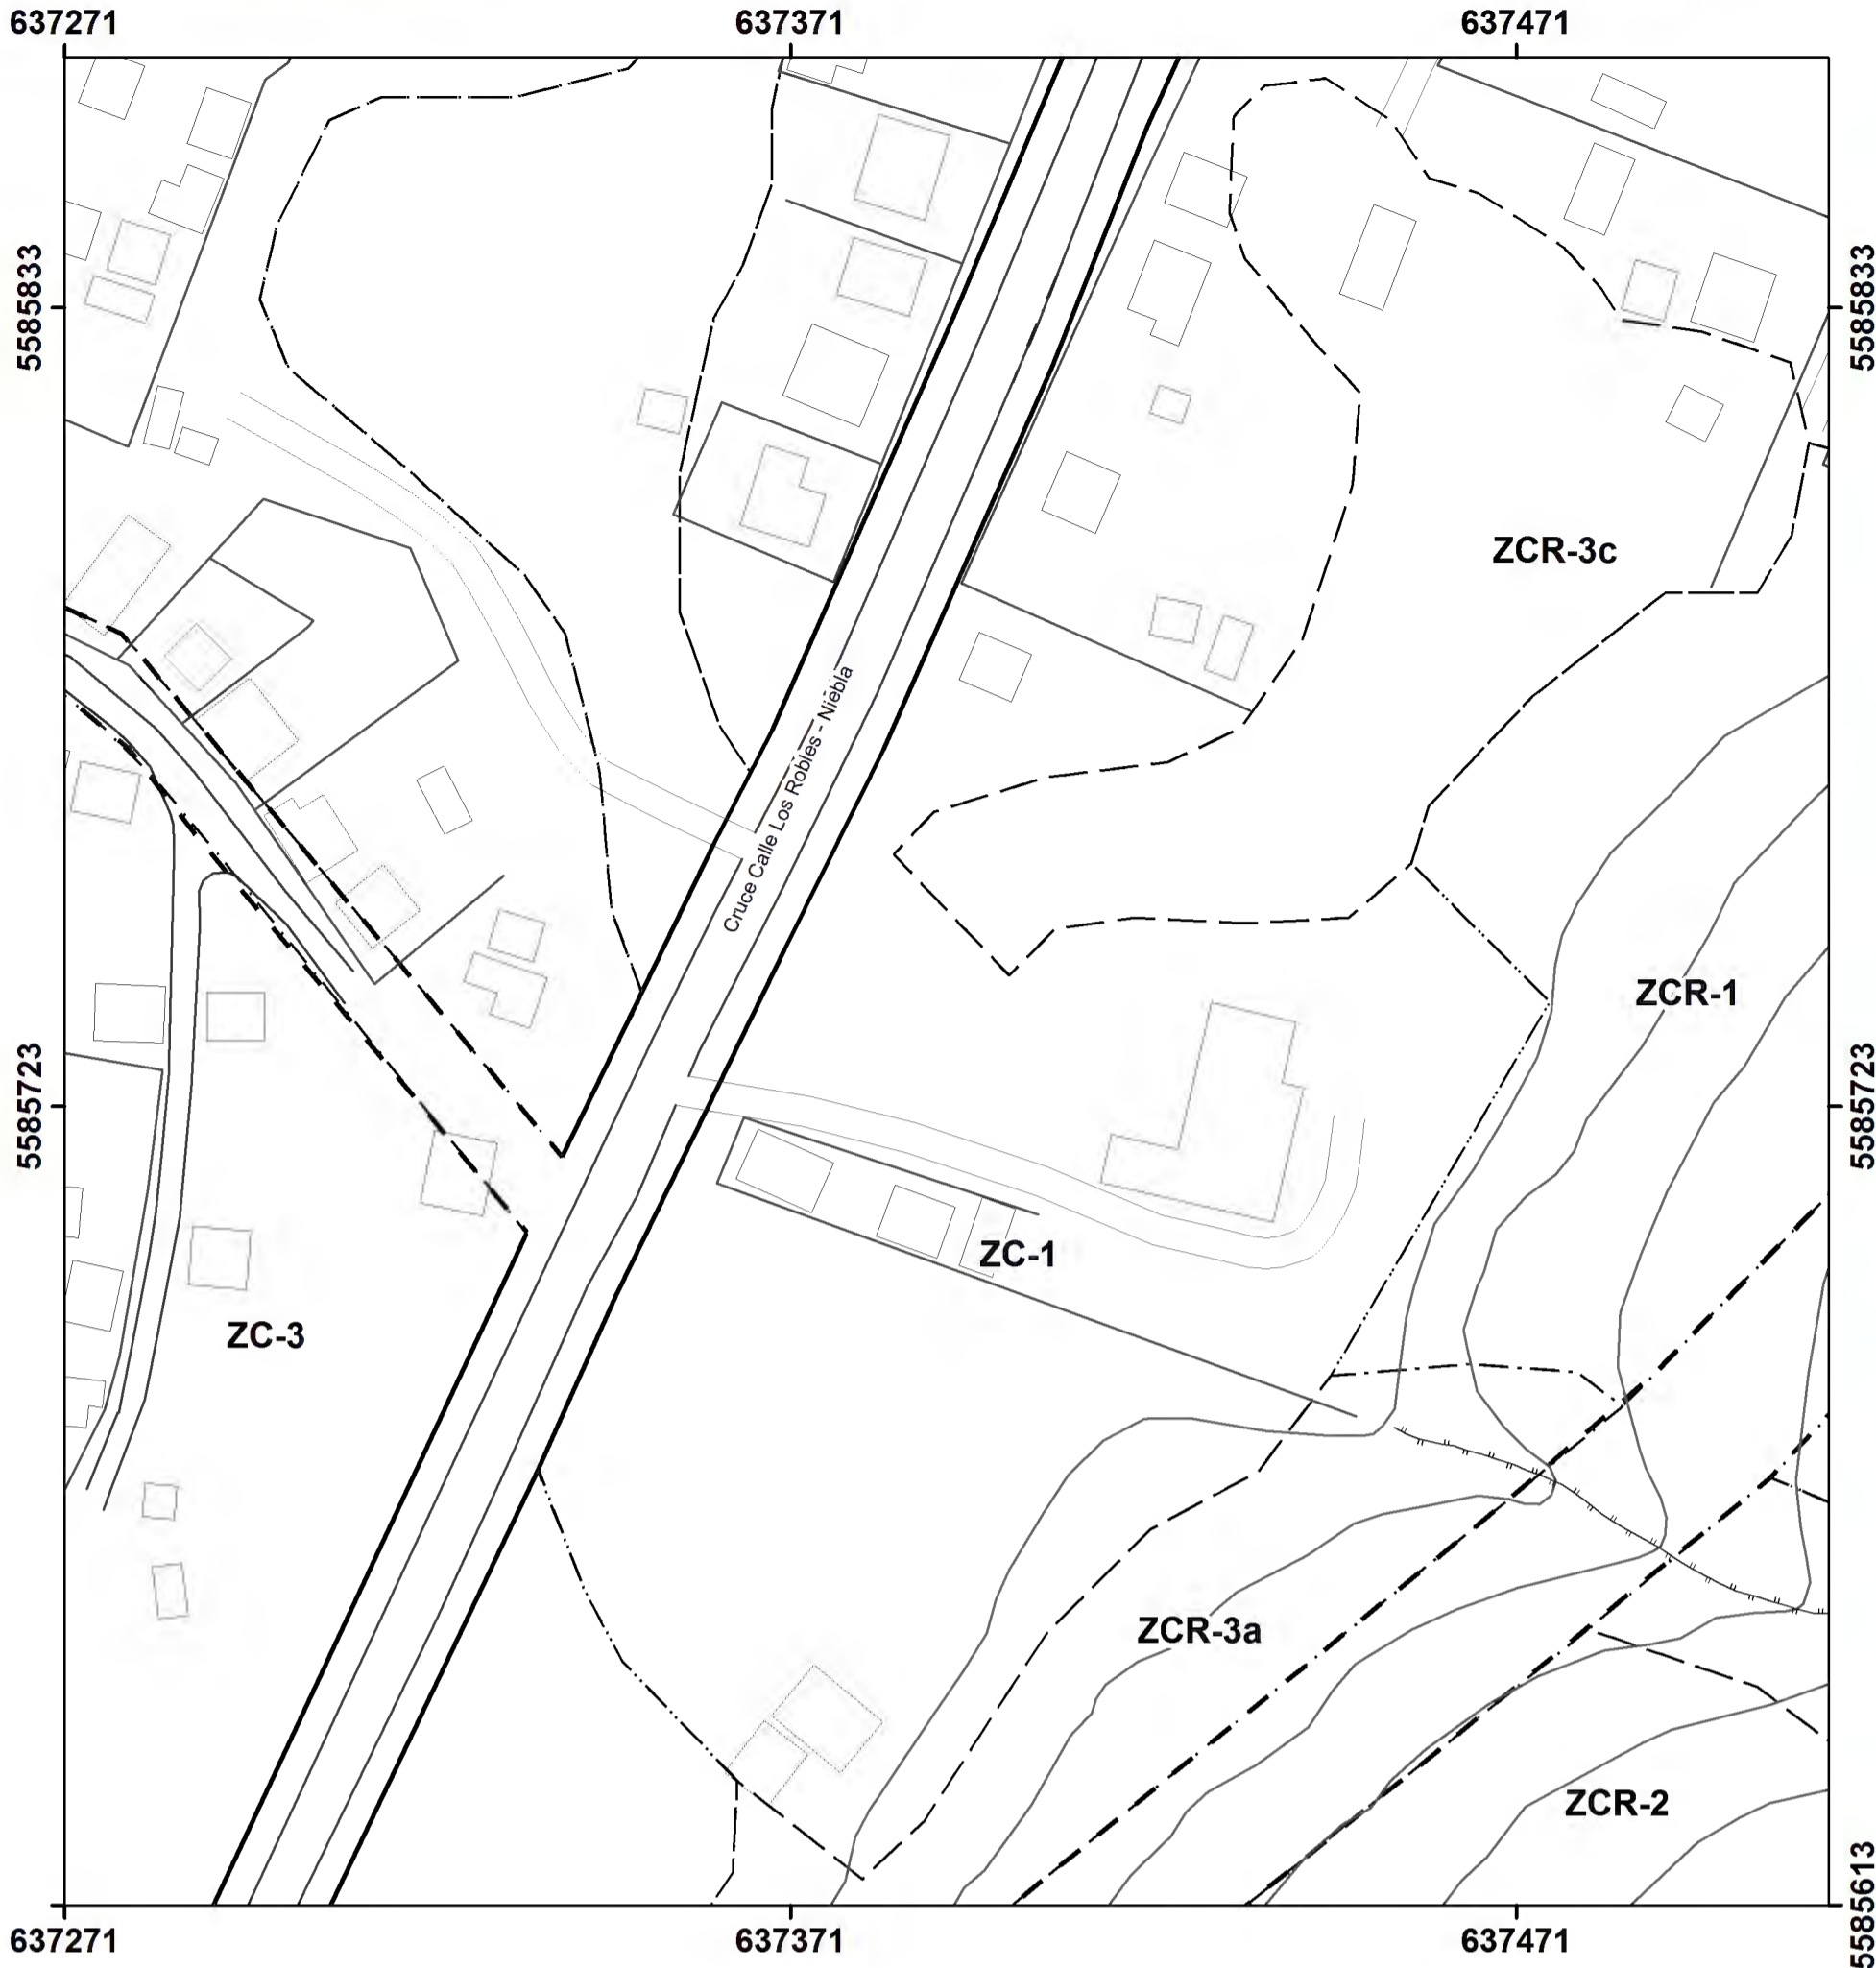 637271 637371 637471
5585833 5585833
ZCR-3c
Cruce Calle Los Robles - Niebla
ZCR-1
5585723 5585723
ZC-1
ZC-3
ZCR-3a
ZCR-2
5585613
637271 637371 637471